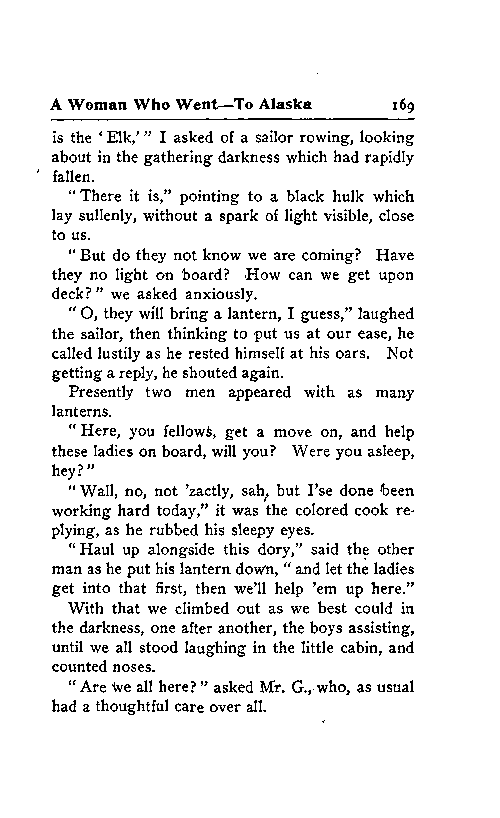 A Woman Who Went—To Alaska 169
is the ‘ Elk,’ ” I asked of a sailor rowing, looking
about in the gathering darkness which had rapidly
fallen.
“ There it is,” pointing to a black hulk which
lay sullenly, without a spark of light visible, close
to us.
“ But do they not know we are coming? Have
they no light on board? How can we get upon
deck? ” we asked anxiously.
“ O, they will bring a lantern, I guess,” laughed
the sailor, then thinking to put us at our ease, he
called lustily as he rested himself at his oars. Not
getting a reply, he shouted again.
Presently two men appeared with as many
lanterns.
“ Here, you fellows, get a move on, and help
these ladies on board, will you? Were you asleep,
hey? ”
“ Wall, no, not ’zactly, sah, but I’se done been
working hard today,” it was the colored cook re-
plying, as he rubbed his sleepy eyes.
“ Haul up alongside this dory,” said the other
man as he put his lantern down, “ and let the ladies
get into that first, then we’ll help ’em up here.”
With that we climbed out as we best could in
the darkness, one after another, the boys assisting,
until we all stood laughing in the little cabin, and
counted noses.
“ Are we all here? ” asked Mr. G., who, as usual
had a thoughtful care over all.